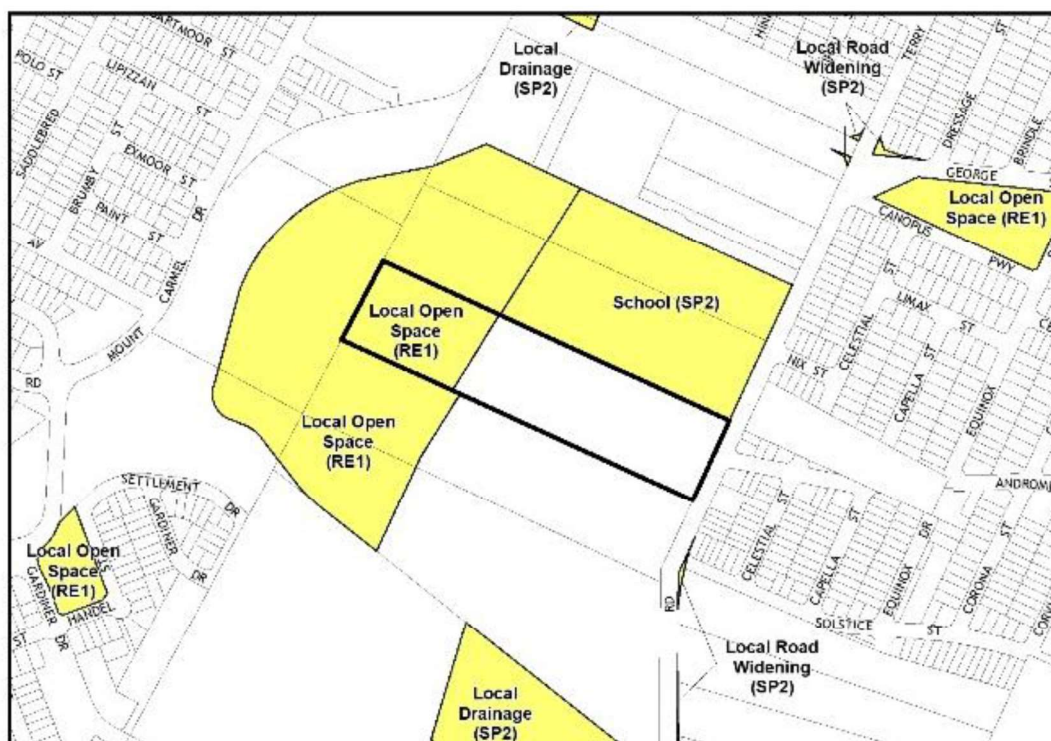 DARTMOOR ST
POLO ST
LIPIZZAN ST
SADDLEBRED
BRUMBY ST
EXMOOR ST
PAINT ST
AV
CARMEL DR
MOUNT
RD
Local
Drainage
(SP2)
Local Road
Widening
(SP2)
TERRY
DRESSAGE ST
BRINDLE
GEORGE
Local Open
Space (RE1)
CANOPUS PWY
School (SP2)
Local Open
Space
(RE1)
Local Open
Space
(RE1)
ST
LIMAX ST
CELESTIAL
NIX ST
CAPELLA ST
EQUINOX
SETTLEMENT DR
GARDINER DR
Local Open
Space
(RE1)
GARDINER DR
HANDEL
ST
CELESTIAL ST
CAPELLA ST
EQUINOX DR
CORONA ST
SOLSTICE ST
RD
Local Road
Widening
(SP2)
Local
Drainage
(SP2)